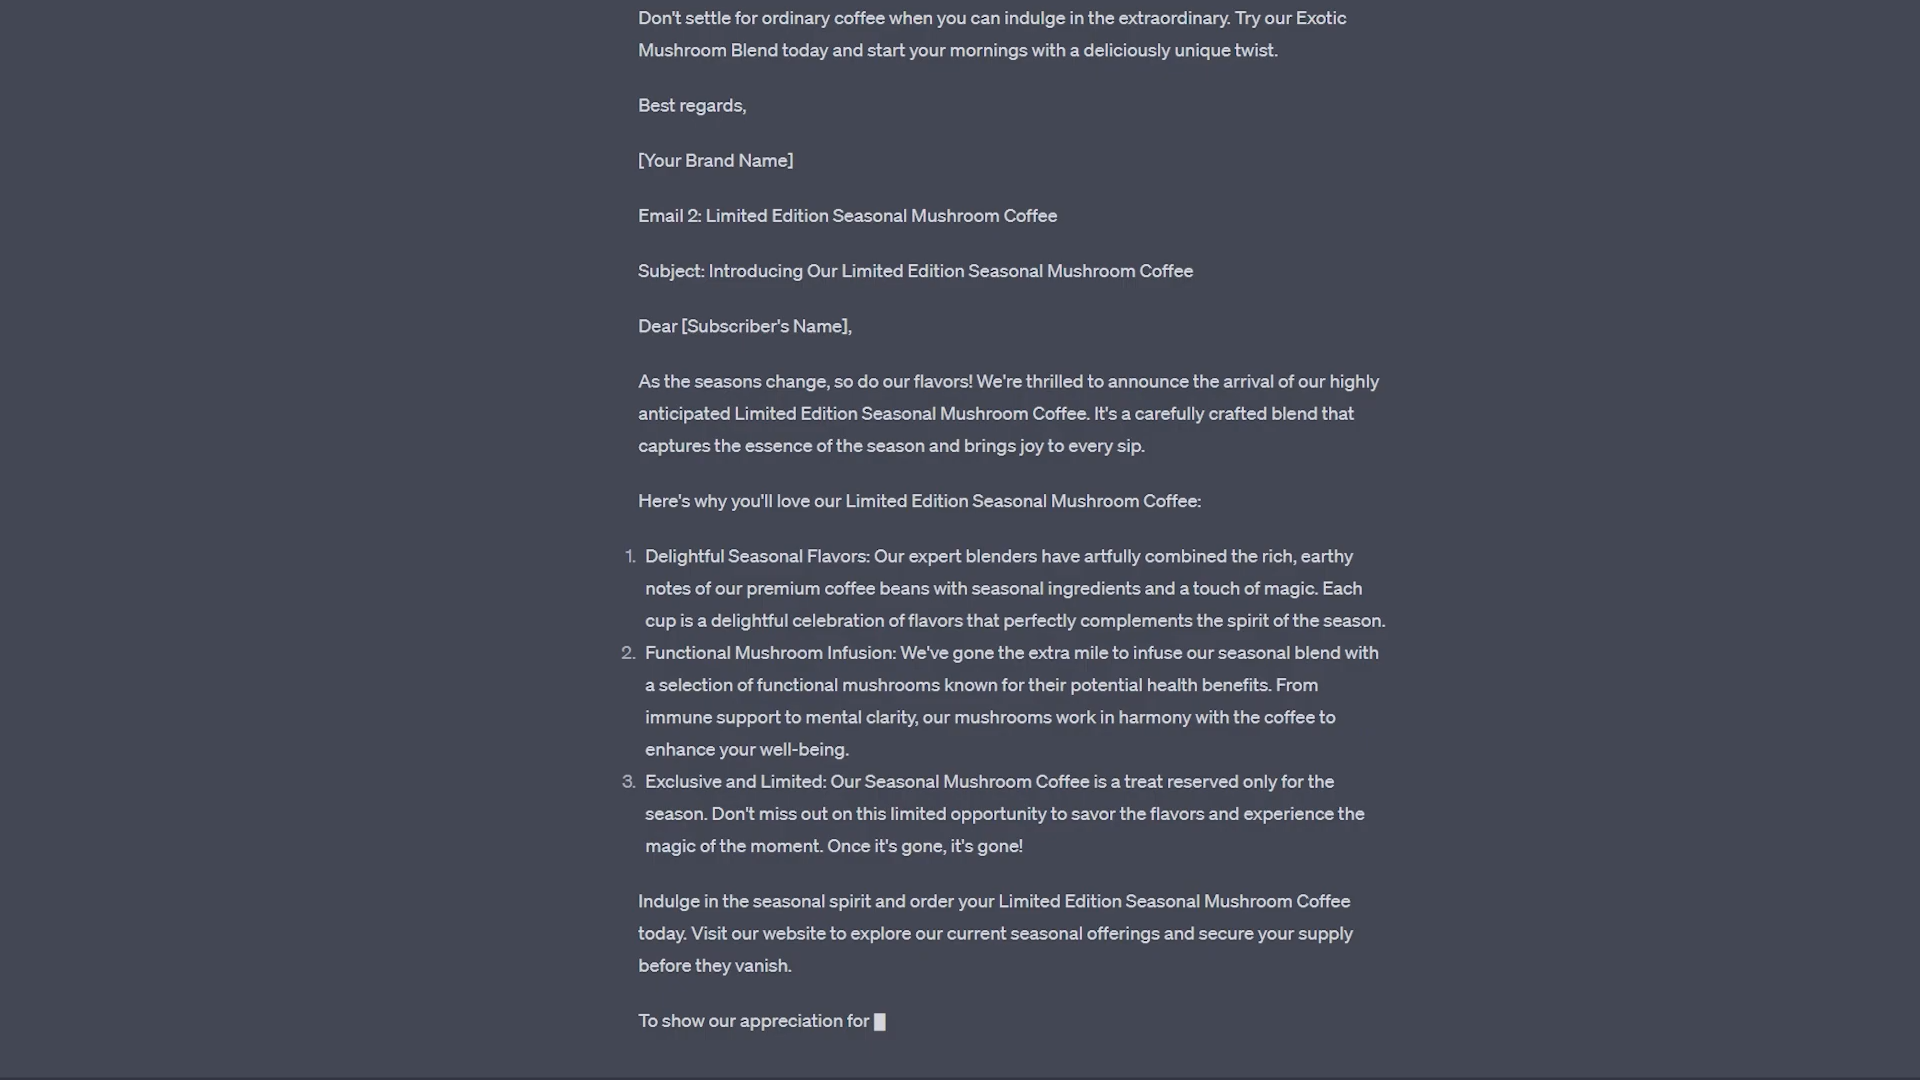 Don't settle for ordinary coffee when you can indulge in the extraordinary. Try our Exotic
Mushroom Blend today and start your mornings with a deliciously unique twist.
Best regards,
[Your Brand Name]
Email 2: Limited Edition Seasonal Mushroom Coffee
Subject: Introducing Our Limited Edition Seasonal Mushroom Coffee
Dear [Subscriber's Name],
As the seasons change, so do our flavors! We're thrilled to announce the arrival of our highly
anticipated Limited Edition Seasonal Mushroom Coffee. It's a carefully crafted blend that
captures the essence of the season and brings joy to every sip.
Here's why you'll love our Limited Edition Seasonal Mushroom Coffee:
1. Delightful Seasonal Flavors: Our expert blenders have artfully combined the rich, earthy
notes of our premium coffee beans with seasonal ingredients and a touch of magic. Each
cup is a delightful celebration of flavors that perfectly complements the spirit of the season.
2. Functional Mushroom Infusion: We've gone the extra mile to infuse our seasonal blend with
a selection of functional mushrooms known for their potential health benefits. From
immune support to mental clarity, our mushrooms work in harmony with the coffee to
enhance your well-being.
3. Exclusive and Limited: Our Seasonal Mushroom Coffee is a treat reserved only for the
season. Don't miss out on this limited opportunity to savor the flavors and experience the
magic of the moment. Once it's gone, it's gone!
Indulge in the seasonal spirit and order your Limited Edition Seasonal Mushroom Coffee
today. Visit our website to explore our current seasonal offerings and secure your supply
before they vanish.
To show our appreciation for